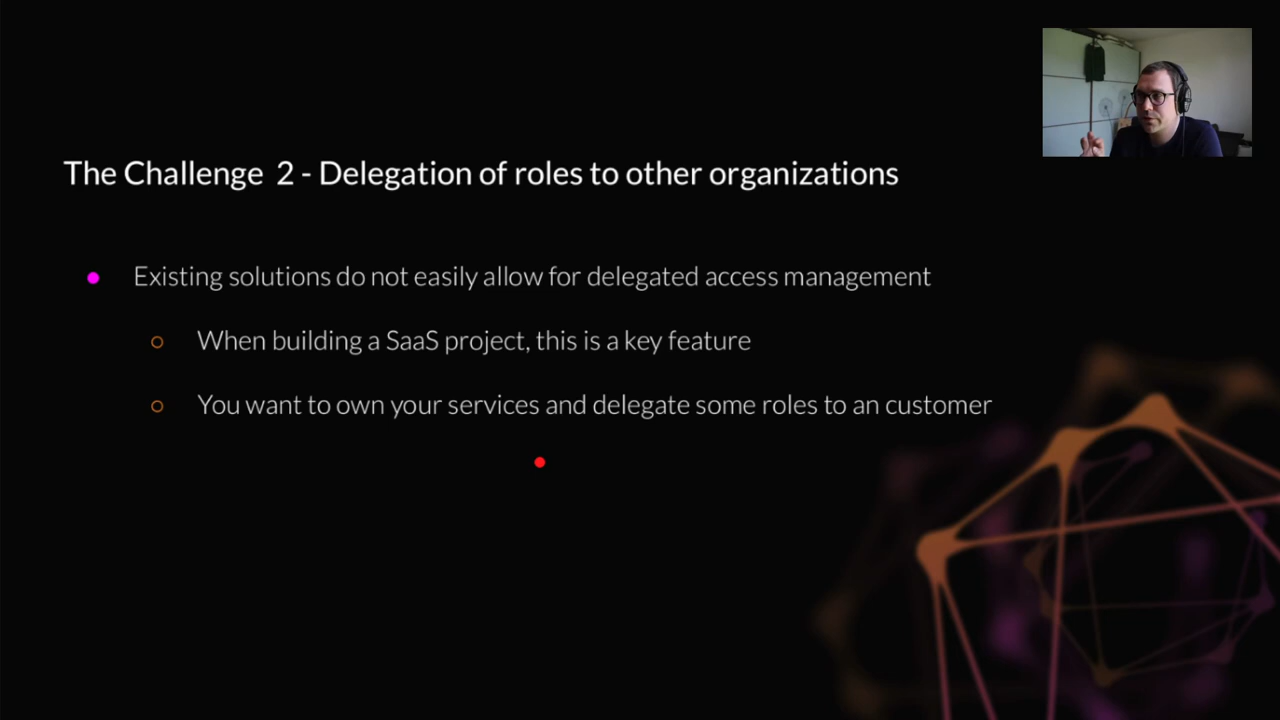 The Challenge 2 - Delegation of roles to other organizations
Existing solutions do not easily allow for delegated access management
When building a SaaS project, this is a key feature
You want to own your services and delegate some roles to an customer